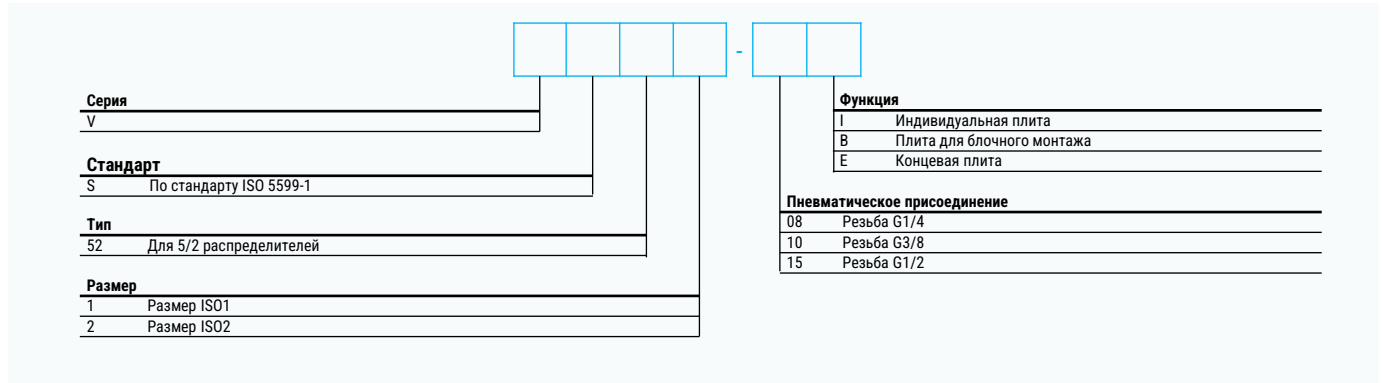 -
Серия
V
Стандарт
S По стандарту ISO 5599-1
Тип
52 Для 5/2 распределителей
Размер
1 Размер ISO1
2 Размер ISO2
Функция
I Индивидуальная плита
B Плита для блочного монтажа
E Концевая плита
Пневматическое присоединение
08 Резьба G1/4
10 Резьба G3/8
15 Резьба G1/2